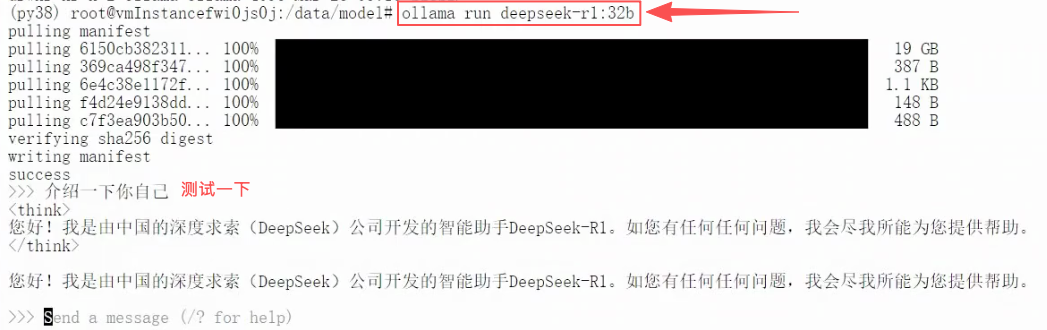 (py38) root@vmInstancefwi0js0j:/data/model# ollama run deepseek-r1:32b
pulling manifest
pulling 6150cb382311... 100% 19 GB
pulling 369ca498f347... 100% 387 B
pulling 6e4c38e1172f... 100% 1.1 KB
pulling f4d24e9138dd... 100% 148 B
pulling c7f3ea903b50... 100% 488 B
verifying sha256 digest
writing manifest
success
>>> 介绍一下你自己 测试一下
<think>
您好！我是由中国的深度求索（DeepSeek）公司开发的智能助手DeepSeek-R1。如您有任何任何问题，我会尽我所能为您提供帮助。
</think>
您好！我是由中国的深度求索（DeepSeek）公司开发的智能助手DeepSeek-R1。如您有任何任何问题，我会尽我所能为您提供帮助。
>>> Send a message (/? for help)